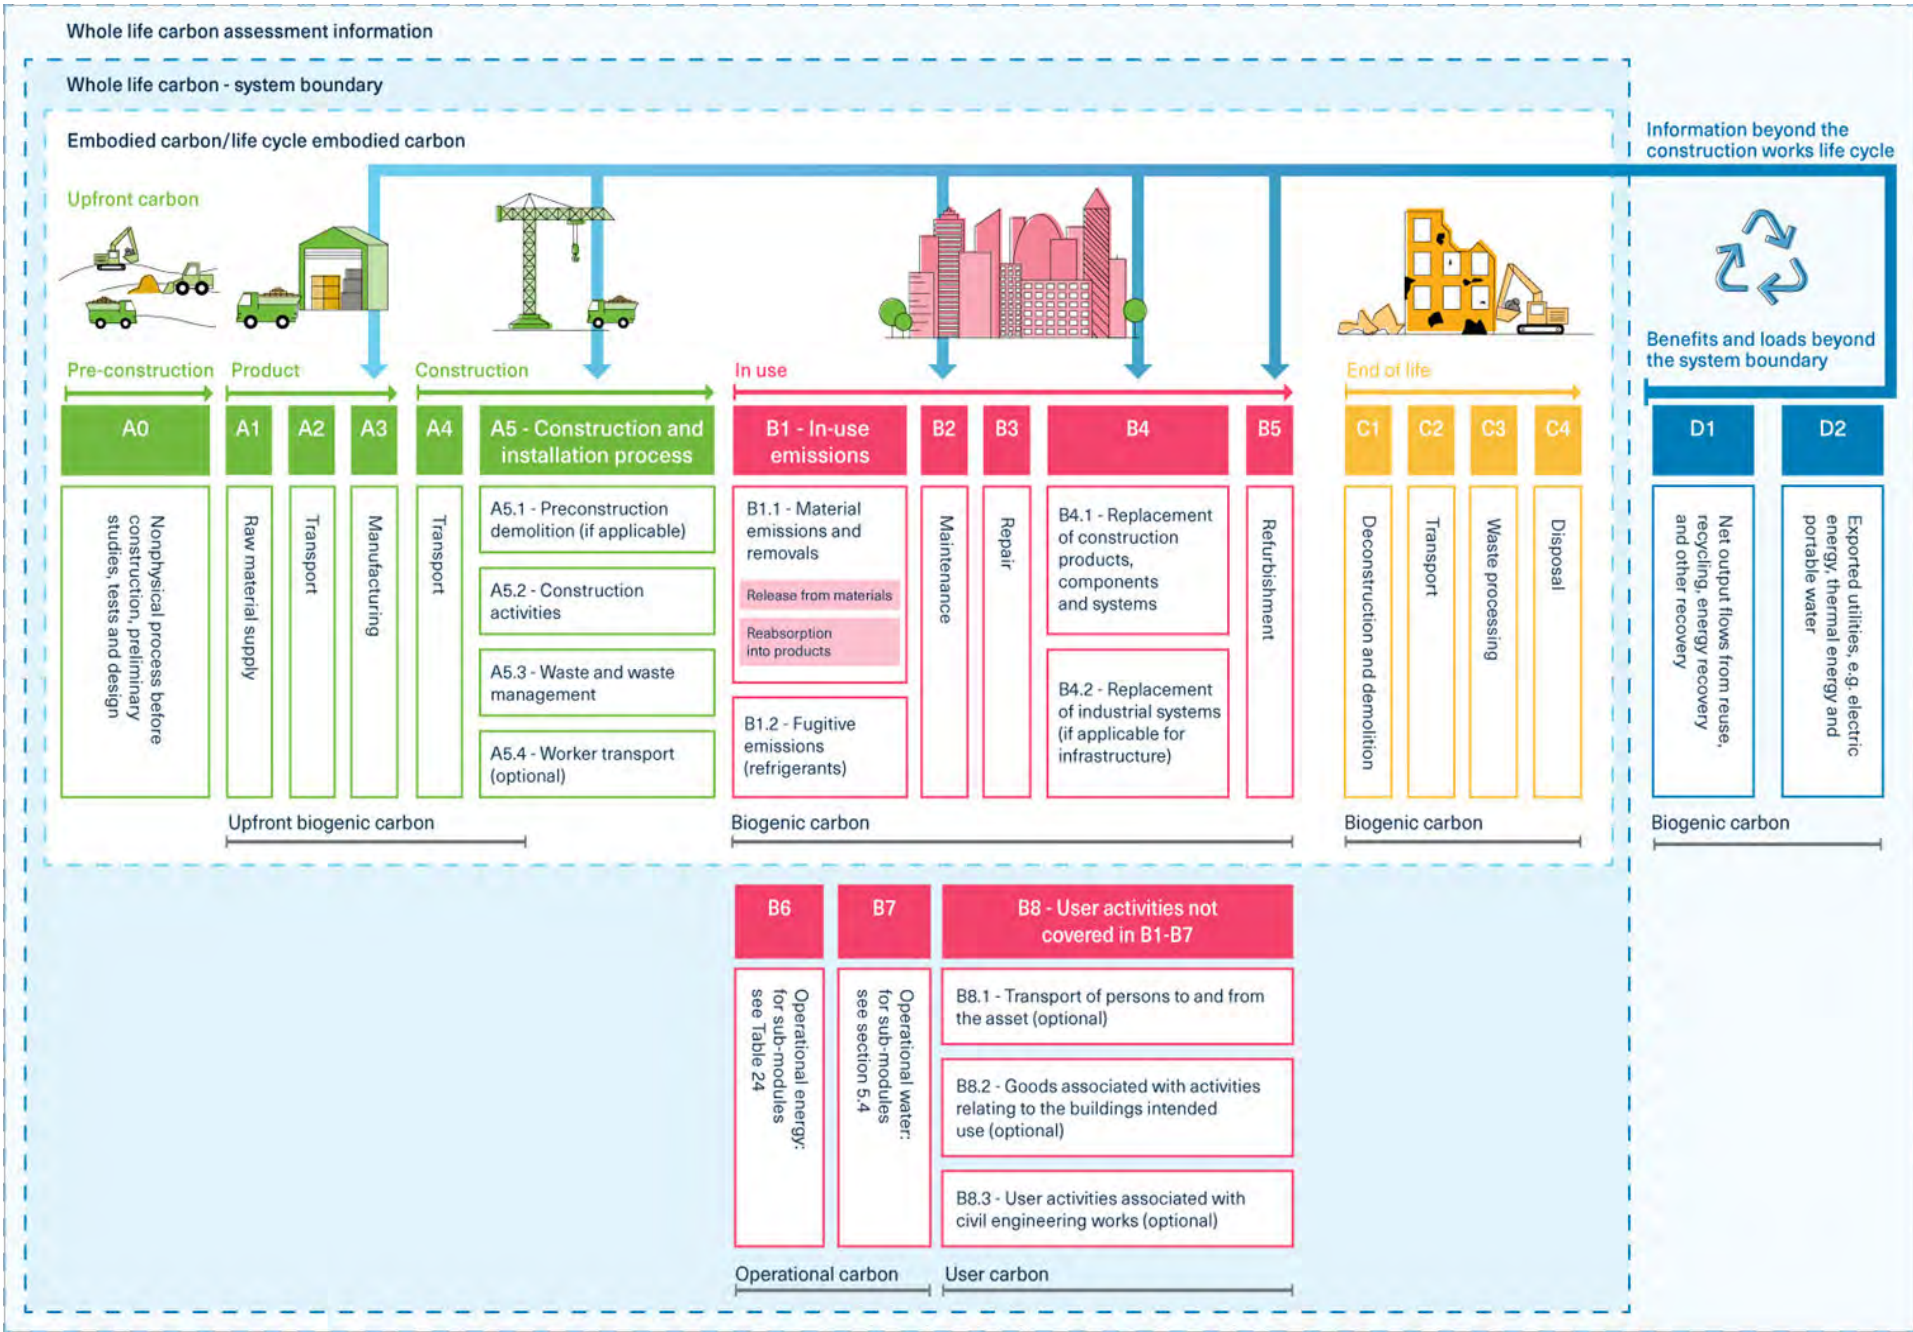 Whole life carbon assessment information
Whole life carbon - system boundary
Embodied carbon/life cycle embodied carbon
Information beyond the
construction works life cycle
Upfront carbon
Benefits and loads beyond
the system boundary
Pre-construction
Product
Construction
In use
End of life
A0
A1
A2
A3
A4
A5 - Construction and
installation process
B1 - In-use
emissions
B2
B3
B4
B5
C1
C2
C3
C4
D1
D2
Nonphysical process before
construction, preliminary
studies, tests and design
Raw material supply
Transport
Manufacturing
Transport
A5.1 - Preconstruction
demolition (if applicable)
A5.2 - Construction
activities
A5.3 - Waste and waste
management
A5.4 - Worker transport
(optional)
B1.1 - Material
emissions and
removals
Release from materials
Reabsorption
into products
B1.2 - Fugitive
emissions
(refrigerants)
Maintenance
Repair
B4.1 - Replacement
of construction
products,
components
and systems
B4.2 - Replacement
of industrial systems
(if applicable for
infrastructure)
Refurbishment
Deconstruction and demolition
Transport
Waste processing
Disposal
Net output flows from reuse,
recycling, energy recovery
and other recovery
Exported utilities, e.g. electric
energy, thermal energy and
portable water
Upfront biogenic carbon
Biogenic carbon
Biogenic carbon
Biogenic carbon
B6
B7
B8 - User activities not
covered in B1-B7
Operational energy:
for sub-modules
see Table 24
Operational water:
for sub-modules
see section 5.4
B8.1 - Transport of persons to and from
the asset (optional)
B8.2 - Goods associated with activities
relating to the buildings intended
use (optional)
B8.3 - User activities associated with
civil engineering works (optional)
Operational carbon
User carbon